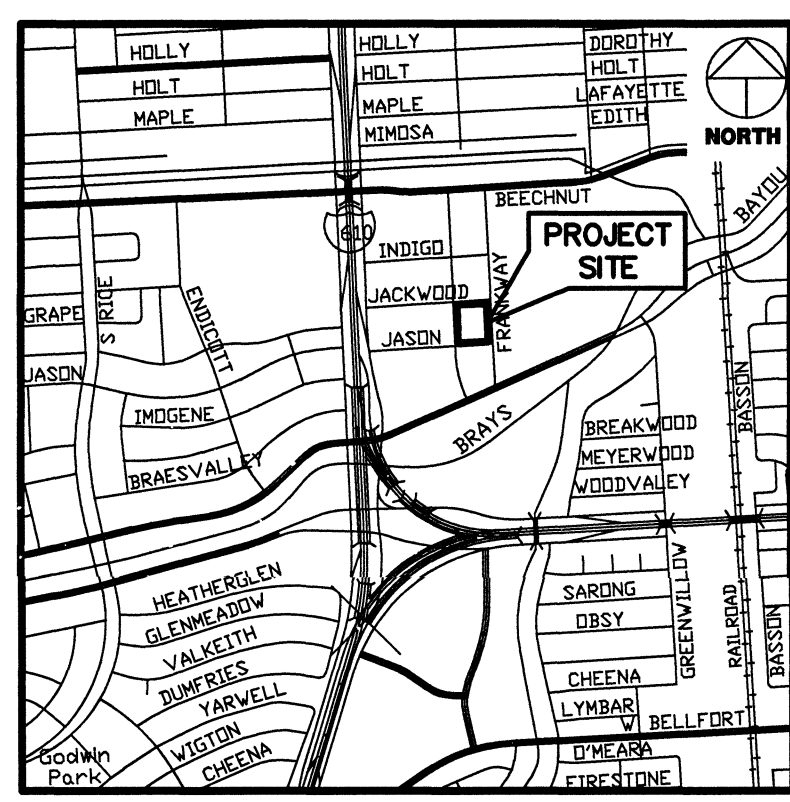 HOLLY
HOLLY
DOROTHY
HOLT
HOLT
HOLT
MAPLE
MAPLE
LAFAYETTE
EDITH
MIMOSA
NORTH
BEECHNUT
BAYOU
610
INDIGO
PROJECT
SITE
JACKWOOD
FRANKWAY
GRAPE
S RICE
ENDICOTT
JASON
JASON
IMOGENE
BRAYS
BREAKWOOD
BASSON
BRAESVALLEY
MEYERWOOD
WOODVALEY
HEATHERGLEN
SARONG
GLENMEADOW
OBSY
GREENWILLOW
RAILROAD
BASSON
VALKEITH
DUMFRIES
CHEENA
YARWELL
LYMBAR
W BELLFORT
WIGTON
O'MEARA
Godwin
Park
CHEENA
FIRESTONE